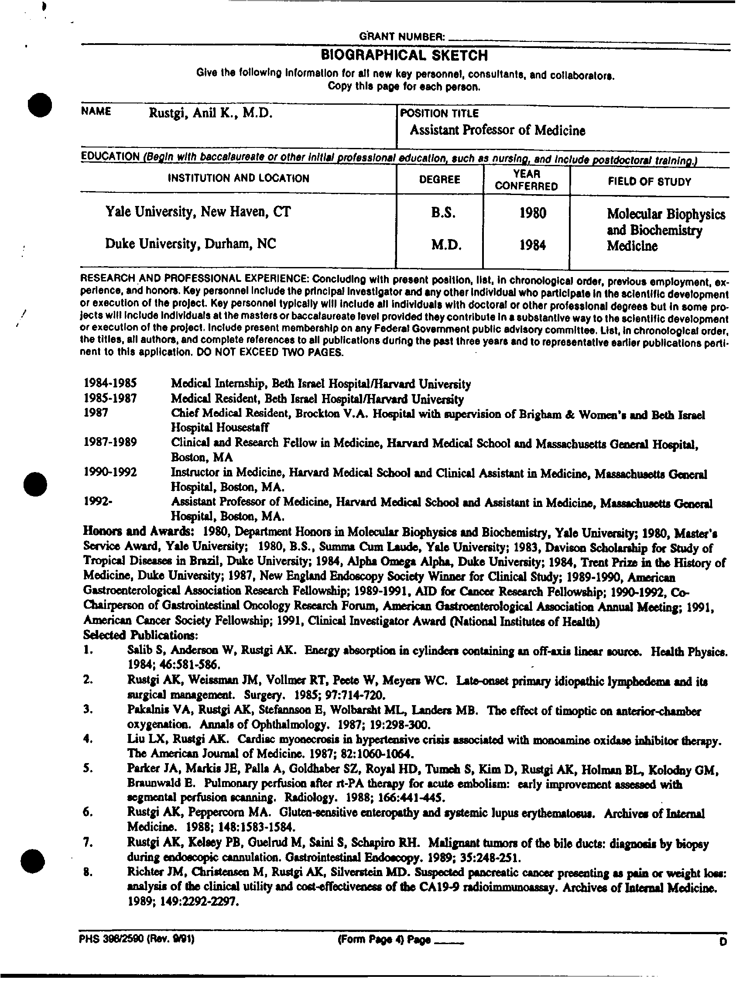 GRANT NUMBER:
BIOGRAPHICAL SKETCH
Give the following information for all new key personnel, consultants, and collaborators.
Copy this page for each person.
NAME Rustgi, Anil K., M.D.
POSITION TITLE
Assistant Professor of Medicine
EDUCATION (Begin with baccalaureate or other initial professional education, such as nursing, and include postdoctoral training.)
INSTITUTION AND LOCATION DEGREE YEAR CONFERRED FIELD OF STUDY
Yale University, New Haven, CT B.S. 1980 Molecular Biophysics
and Biochemistry
Duke University, Durham, NC M.D. 1984 Medicine
RESEARCH AND PROFESSIONAL EXPERIENCE: Concluding with present position, list, in chronological order, previous employment, ex-
perience, and honors. Key personnel include the principal investigator and any other individual who participate in the scientific development
or execution of the project. Key personnel typically will include all individuals with doctoral or other professional degrees but in some pro-
jects will include individuals at the masters or baccalaureate level provided they contribute in a substantive way to the scientific development
or execution of the project. Include present membership on any Federal Government public advisory committee. List, in chronological order,
the titles, all authors, and complete references to all publications during the past three years and to representative earlier publications perti-
nent to this application. DO NOT EXCEED TWO PAGES.
1984-1985 Medical Internship, Beth Israel Hospital/Harvard University
1985-1987 Medical Resident, Beth Israel Hospital/Harvard University
1987 Chief Medical Resident, Brockton V.A. Hospital with supervision of Brigham & Women's and Beth Israel
Hospital Housestaff
1987-1989 Clinical and Research Fellow in Medicine, Harvard Medical School and Massachusetts General Hospital,
Boston, MA
1990-1992 Instructor in Medicine, Harvard Medical School and Clinical Assistant in Medicine, Massachusetts General
Hospital, Boston, MA.
1992- Assistant Professor of Medicine, Harvard Medical School and Assistant in Medicine, Massachusetts General
Hospital, Boston, MA.
Honors and Awards: 1980, Department Honors in Molecular Biophysics and Biochemistry, Yale University; 1980, Master's
Service Award, Yale University; 1980, B.S., Summa Cum Laude, Yale University; 1983, Davison Scholarship for Study of
Tropical Diseases in Brazil, Duke University; 1984, Alpha Omega Alpha, Duke University; 1984, Trent Prize in the History of
Medicine, Duke University; 1987, New England Endoscopy Society Winner for Clinical Study; 1989-1990, American
Gastroenterological Association Research Fellowship; 1989-1991, AID for Cancer Research Fellowship; 1990-1992, Co-
Chairperson of Gastrointestinal Oncology Research Forum, American Gastroenterological Association Annual Meeting; 1991,
American Cancer Society Fellowship; 1991, Clinical Investigator Award (National Institutes of Health)
Selected Publications:
1. Salib S, Anderson W, Rustgi AK. Energy absorption in cylinders containing an off-axis linear source. Health Physics.
1984; 46:581-586.
2. Rustgi AK, Weissman JM, Vollmer RT, Peete W, Meyers WC. Late-onset primary idiopathic lymphedema and its
surgical management. Surgery. 1985; 97:714-720.
3. Pakalnis VA, Rustgi AK, Stefannson E, Wolbarsht ML, Landers MB. The effect of timoptic on anterior-chamber
oxygenation. Annals of Ophthalmology. 1987; 19:298-300.
4. Liu LX, Rustgi AK. Cardiac myonecrosis in hypertensive crisis associated with monoamine oxidase inhibitor therapy.
The American Journal of Medicine. 1987; 82:1060-1064.
5. Parker JA, Markis JE, Palla A, Goldhaber SZ, Royal HD, Tumeh S, Kim D, Rustgi AK, Holman BL, Kolodny GM,
Braunwald E. Pulmonary perfusion after rt-PA therapy for acute embolism: early improvement assessed with
segmental perfusion scanning. Radiology. 1988; 166:441-445.
6. Rustgi AK, Peppercorn MA. Gluten-sensitive enteropathy and systemic lupus erythematosus. Archives of Internal
Medicine. 1988; 148:1583-1584.
7. Rustgi AK, Kelsey PB, Guelrud M, Saini S, Schapiro RH. Malignant tumors of the bile ducts: diagnosis by biopsy
during endoscopic cannulation. Gastrointestinal Endoscopy. 1989; 35:248-251.
8. Richter JM, Christensen M, Rustgi AK, Silverstein MD. Suspected pancreatic cancer presenting as pain or weight loss:
analysis of the clinical utility and cost-effectiveness of the CA19-9 radioimmunoassay. Archives of Internal Medicine.
1989; 149:2292-2297.
PHS 398/2590 (Rev. 9/91) (Form Page 4) Page D